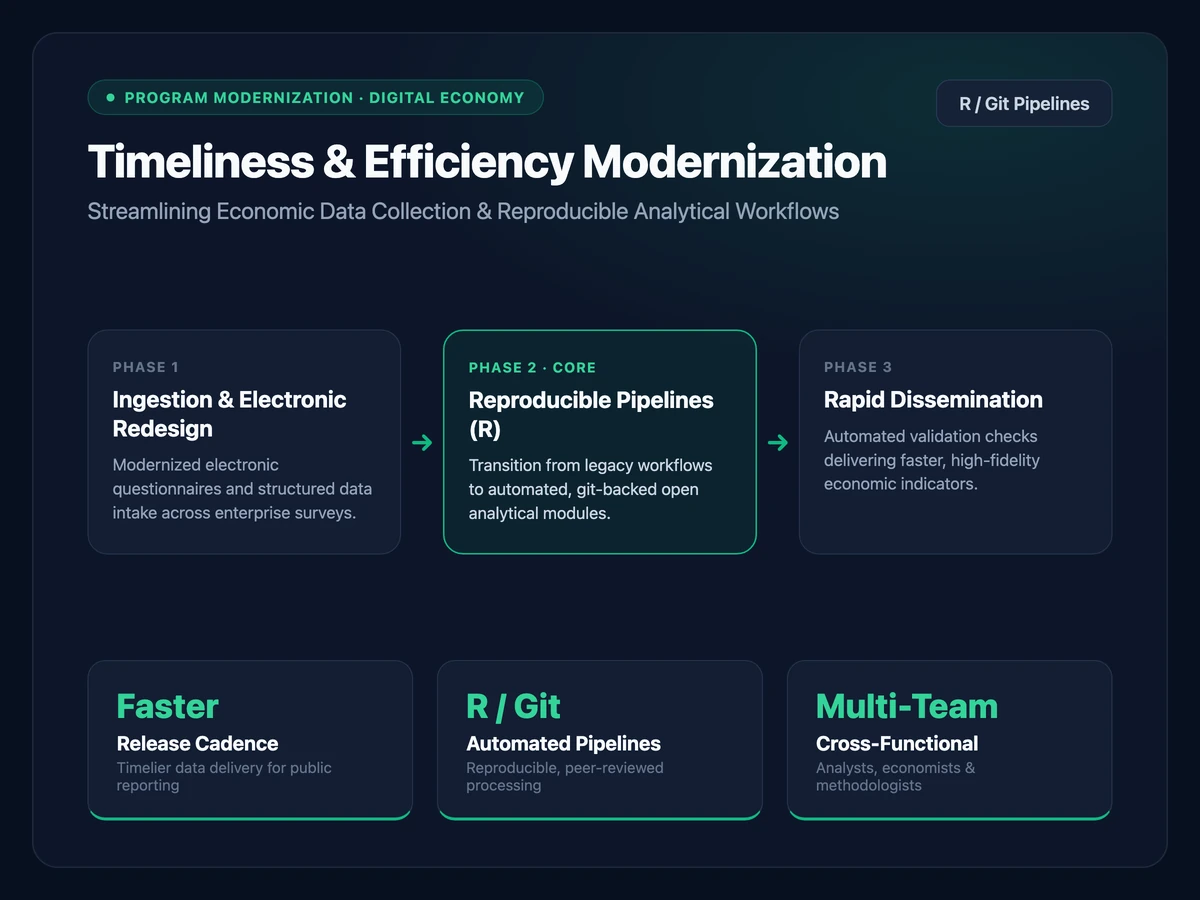 PROGRAM MODERNIZATION · DIGITAL ECONOMY
R / Git Pipelines
Timeliness & Efficiency Modernization
Streamlining Economic Data Collection & Reproducible Analytical Workflows
PHASE 1
Ingestion & Electronic
Redesign
Modernized electronic
questionnaires and structured data
intake across enterprise surveys.
PHASE 2 · CORE
Reproducible Pipelines
(R)
Transition from legacy workflows
to automated, git-backed open
analytical modules.
PHASE 3
Rapid Dissemination
Automated validation checks
delivering faster, high-fidelity
economic indicators.
Faster
Release Cadence
Timelier data delivery for public
reporting
R / Git
Automated Pipelines
Reproducible, peer-reviewed
processing
Multi-Team
Cross-Functional
Analysts, economists &
methodologists